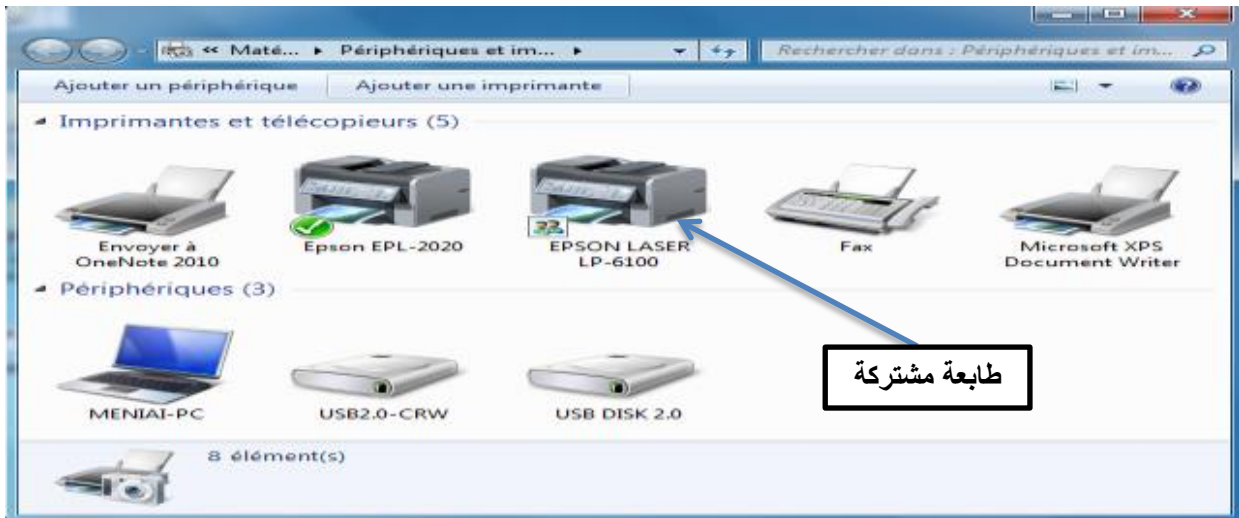 « Maté... ▸ Périphériques et im... ▸
Rechercher dans : Périphériques et im...
Ajouter un périphérique
Ajouter une imprimante
Imprimantes et télécopieurs (5)
Envoyer à
OneNote 2010
Epson EPL-2020
EPSON LASER
LP-6100
Fax
Microsoft XPS
Document Writer
Périphériques (3)
MENIAI-PC
USB2.0-CRW
USB DISK 2.0
طابعة مشتركة
8 élément(s)